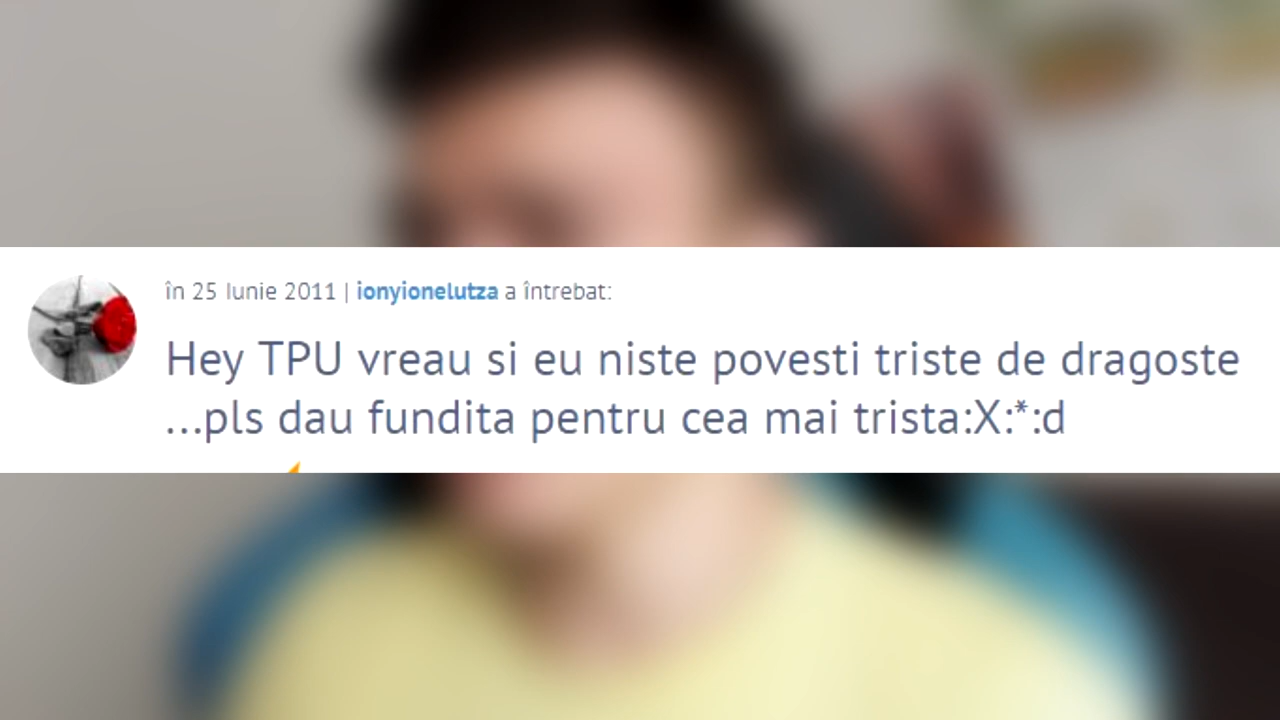 în 25 Iunie 2011 | ionyionelutza a întrebat:
Hey TPU vreau si eu niste povesti triste de dragoste
...pls dau fundita pentru cea mai trista:X:*:d